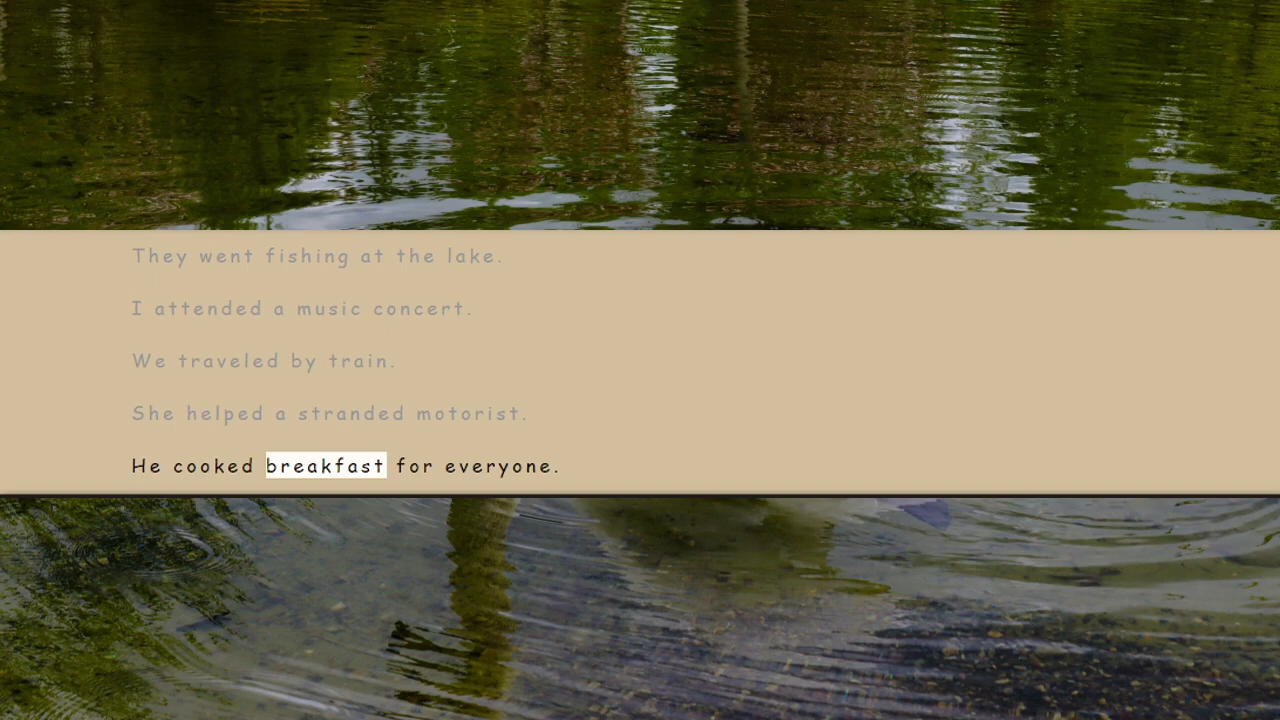 They went fishing at the lake.
I attended a music concert.
We traveled by train.
She helped a stranded motorist.
He cooked breakfast for everyone.